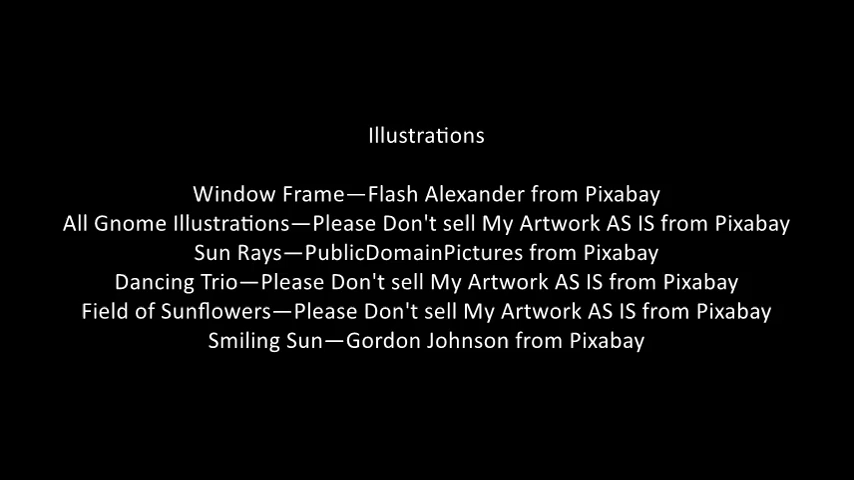 Illustrations
Window Frame—Flash Alexander from Pixabay
All Gnome Illustrations—Please Don't sell My Artwork AS IS from Pixabay
Sun Rays—PublicDomainPictures from Pixabay
Dancing Trio—Please Don't sell My Artwork AS IS from Pixabay
Field of Sunflowers—Please Don't sell My Artwork AS IS from Pixabay
Smiling Sun—Gordon Johnson from Pixabay